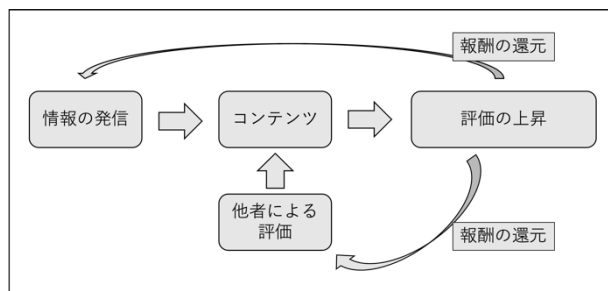 報酬の還元
情報の発信
コンテンツ
評価の上昇
他者による
評価
報酬の還元